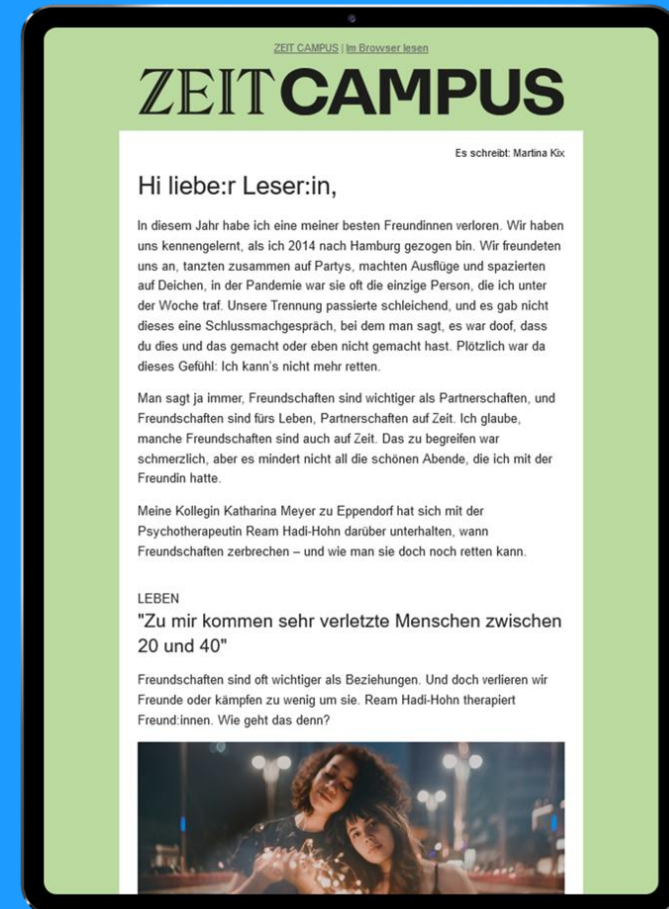 ZEIT CAMPUS | Im Browser lesen
ZEIT CAMPUS
Es schreibt: Martina Kix
Hi liebe:r Leser:in,
In diesem Jahr habe ich eine meiner besten Freundinnen verloren. Wir haben
uns kennengelernt, als ich 2014 nach Hamburg gezogen bin. Wir freundeten
uns an, tanzten zusammen auf Partys, machten Ausflüge und spazierten
auf Deichen, in der Pandemie war sie oft die einzige Person, die ich unter
der Woche traf. Unsere Trennung passierte schleichend, und es gab nicht
dieses eine Schlussmachgespräch, bei dem man sagt, es war doof, dass
du dies und das gemacht oder eben nicht gemacht hast. Plötzlich war da
dieses Gefühl: Ich kann's nicht mehr retten.
Man sagt ja immer, Freundschaften sind wichtiger als Partnerschaften, und
Freundschaften sind fürs Leben, Partnerschaften auf Zeit. Ich glaube,
manche Freundschaften sind auch auf Zeit. Das zu begreifen war
schmerzlich, aber es mindert nicht all die schönen Abende, die ich mit der
Freundin hatte.
Meine Kollegin Katharina Meyer zu Eppendorf hat sich mit der
Psychotherapeutin Ream Hadi-Hohn darüber unterhalten, wann
Freundschaften zerbrechen – und wie man sie doch noch retten kann.
LEBEN
"Zu mir kommen sehr verletzte Menschen zwischen
20 und 40"
Freundschaften sind oft wichtiger als Beziehungen. Und doch verlieren wir
Freunde oder kämpfen zu wenig um sie. Ream Hadi-Hohn therapiert
Freund:innen. Wie geht das denn?